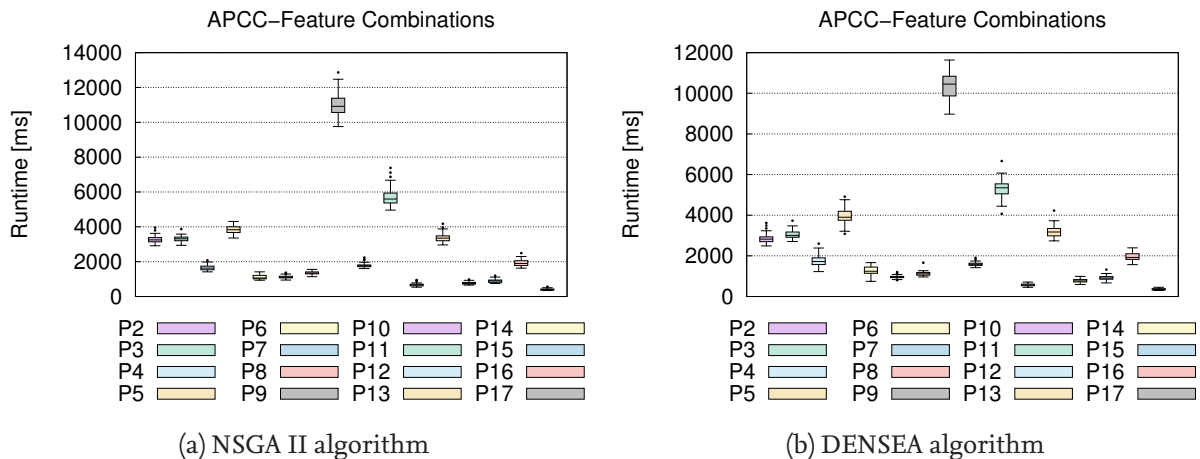 APCC−Feature Combinations
Runtime [ms]
14000
12000
10000
8000
6000
4000
2000
0
P2 P6 P10 P14
P3 P7 P11 P15
P4 P8 P12 P16
P5 P9 P13 P17
(a) NSGA II algorithm
APCC−Feature Combinations
Runtime [ms]
12000
10000
8000
6000
4000
2000
0
P2 P6 P10 P14
P3 P7 P11 P15
P4 P8 P12 P16
P5 P9 P13 P17
(b) DENSEA algorithm